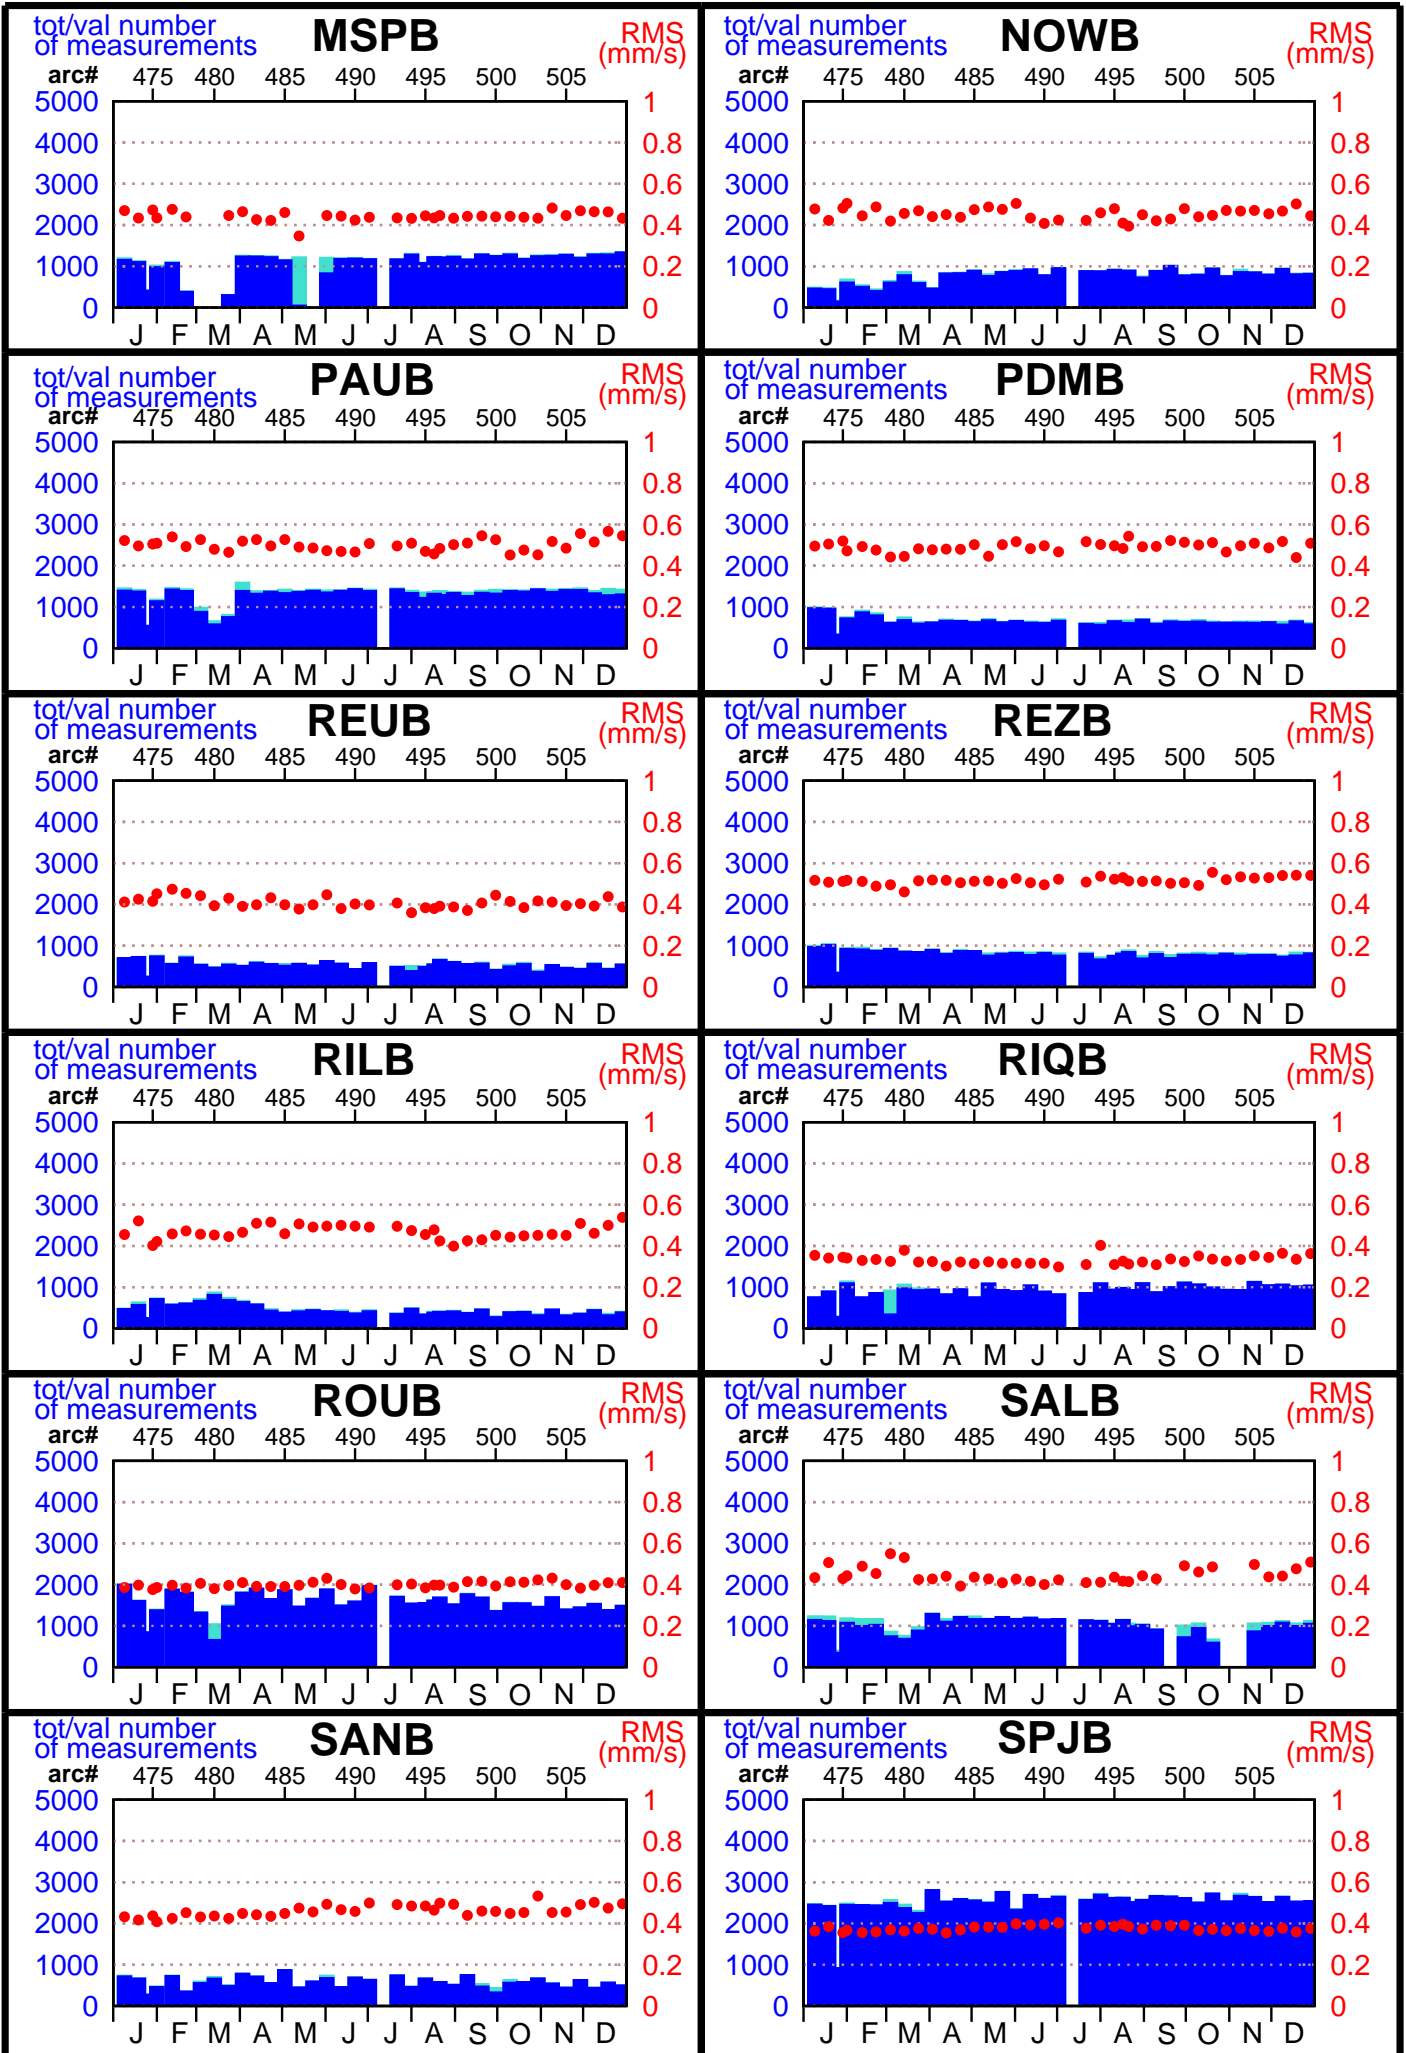 tot/val number
of measurements
MSPB
RMS
(mm/s)
arc# 475 480 485 490 495 500 505
5000 1
4000 0.8
3000 0.6
2000 0.4
1000 0.2
0 0
J F M A M J J A S O N D
tot/val number
of measurements
NOWB
RMS
(mm/s)
arc# 475 480 485 490 495 500 505
5000 1
4000 0.8
3000 0.6
2000 0.4
1000 0.2
0 0
J F M A M J J A S O N D
tot/val number
of measurements
PAUB
RMS
(mm/s)
arc# 475 480 485 490 495 500 505
5000 1
4000 0.8
3000 0.6
2000 0.4
1000 0.2
0 0
J F M A M J J A S O N D
tot/val number
of measurements
PDMB
RMS
(mm/s)
arc# 475 480 485 490 495 500 505
5000 1
4000 0.8
3000 0.6
2000 0.4
1000 0.2
0 0
J F M A M J J A S O N D
tot/val number
of measurements
REUB
RMS
(mm/s)
arc# 475 480 485 490 495 500 505
5000 1
4000 0.8
3000 0.6
2000 0.4
1000 0.2
0 0
J F M A M J J A S O N D
tot/val number
of measurements
REZB
RMS
(mm/s)
arc# 475 480 485 490 495 500 505
5000 1
4000 0.8
3000 0.6
2000 0.4
1000 0.2
0 0
J F M A M J J A S O N D
tot/val number
of measurements
RILB
RMS
(mm/s)
arc# 475 480 485 490 495 500 505
5000 1
4000 0.8
3000 0.6
2000 0.4
1000 0.2
0 0
J F M A M J J A S O N D
tot/val number
of measurements
RIQB
RMS
(mm/s)
arc# 475 480 485 490 495 500 505
5000 1
4000 0.8
3000 0.6
2000 0.4
1000 0.2
0 0
J F M A M J J A S O N D
tot/val number
of measurements
ROUB
RMS
(mm/s)
arc# 475 480 485 490 495 500 505
5000 1
4000 0.8
3000 0.6
2000 0.4
1000 0.2
0 0
J F M A M J J A S O N D
tot/val number
of measurements
SALB
RMS
(mm/s)
arc# 475 480 485 490 495 500 505
5000 1
4000 0.8
3000 0.6
2000 0.4
1000 0.2
0 0
J F M A M J J A S O N D
tot/val number
of measurements
SANB
RMS
(mm/s)
arc# 475 480 485 490 495 500 505
5000 1
4000 0.8
3000 0.6
2000 0.4
1000 0.2
0 0
J F M A M J J A S O N D
tot/val number
of measurements
SPJB
RMS
(mm/s)
arc# 475 480 485 490 495 500 505
5000 1
4000 0.8
3000 0.6
2000 0.4
1000 0.2
0 0
J F M A M J J A S O N D